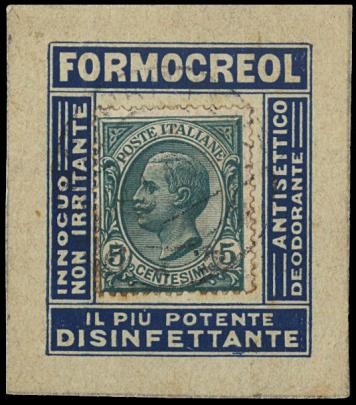 FORMOCREOL
INNOCUO
NON IRRITANTE
POSTE ITALIANE
5 5
CENTESIMI
ANTISETTICO
DEODORANTE
IL PIÙ POTENTE
DISINFETTANTE